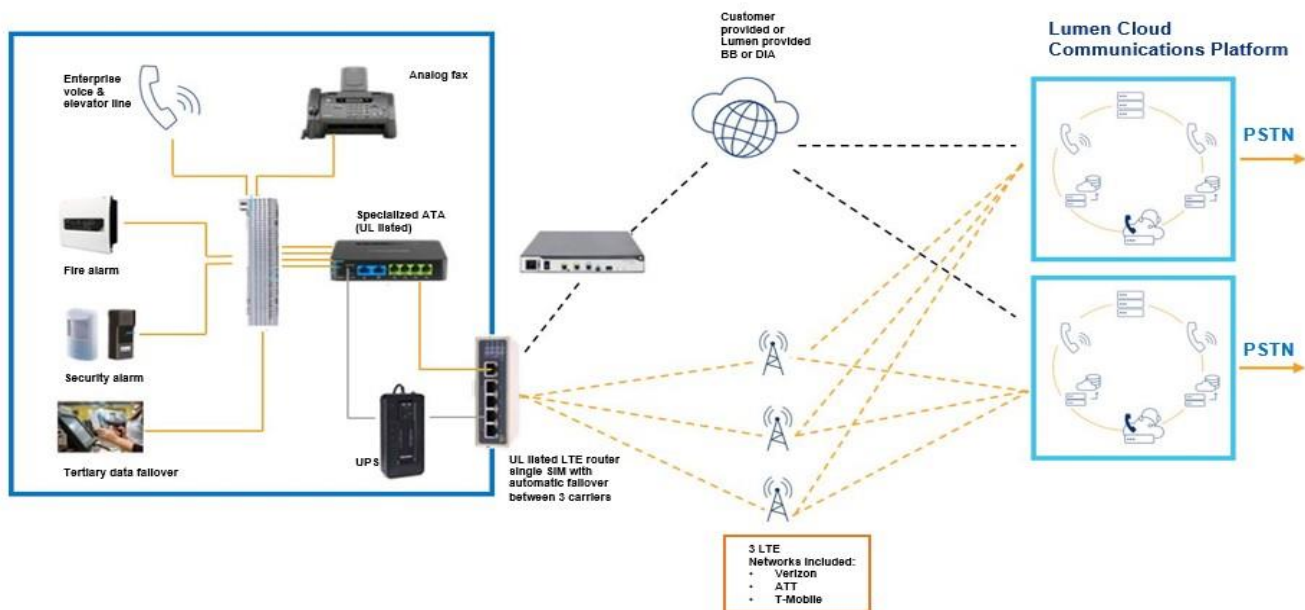 Customer
provided or
Lumen provided
BB or DIA
Lumen Cloud
Communications Platform
Enterprise
voice &
elevator line
Analog fax
PSTN
Specialized ATA
(UL listed)
Fire alarm
Security alarm
PSTN
Tertiary data failover
UPS
UL listed LTE router
single SIM with
automatic failover
between 3 carriers
3 LTE
Networks Included:
• Verizon
• ATT
• T-Mobile